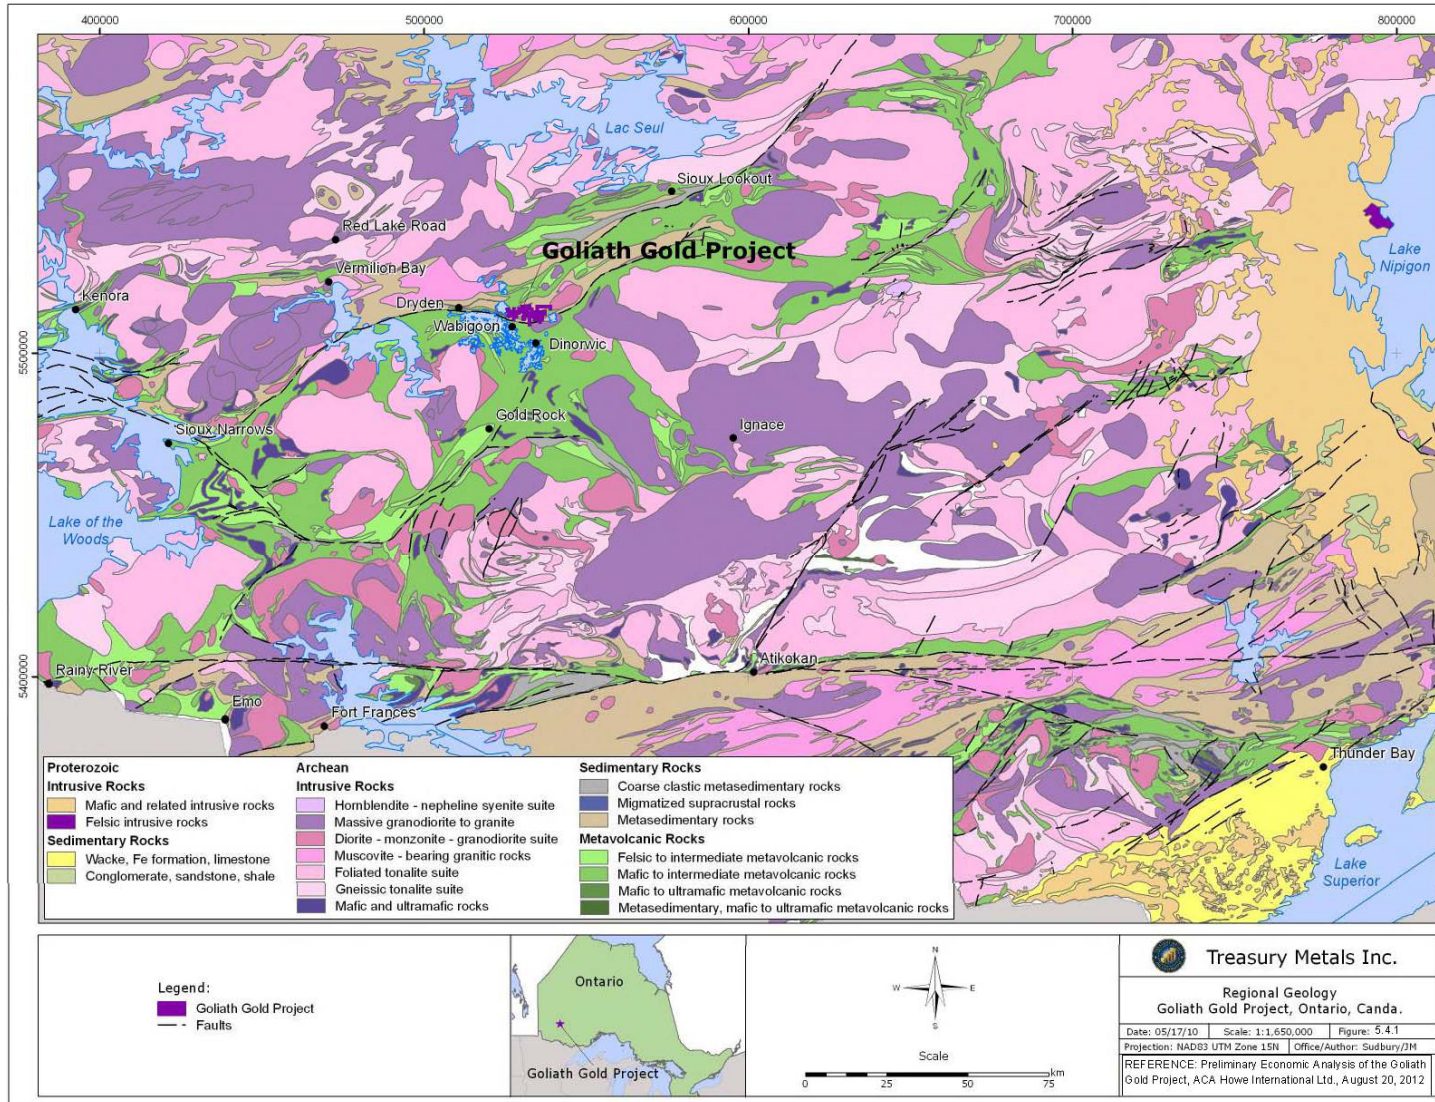 400000 500000 600000 700000 800000
Lac Seul
Sioux Lookout
Red Lake Road
Goliath Gold Project
Lake
Nipigon
Vermilion Bay
Kenora
Dryden
Wabigoon
Dinorwic
5500000
Gold Rock
Ignace
Sioux Narrows
Lake of the
Woods
Atikokan
Rainy River
5400000
Emo
Fort Frances
Thunder Bay
Lake
Superior
Proterozoic
Intrusive Rocks
Mafic and related intrusive rocks
Felsic intrusive rocks
Sedimentary Rocks
Wacke, Fe formation, limestone
Conglomerate, sandstone, shale
Archean
Intrusive Rocks
Hornblendite - nepheline syenite suite
Massive granodiorite to granite
Diorite - monzonite - granodiorite suite
Muscovite - bearing granitic rocks
Foliated tonalite suite
Gneissic tonalite suite
Mafic and ultramafic rocks
Sedimentary Rocks
Coarse clastic metasedimentary rocks
Migmatized supracrustal rocks
Metasedimentary rocks
Metavolcanic Rocks
Felsic to intermediate metavolcanic rocks
Mafic to intermediate metavolcanic rocks
Mafic to ultramafic metavolcanic rocks
Metasedimentary, mafic to ultramafic metavolcanic rocks
Legend:
Goliath Gold Project
Faults
Ontario
Goliath Gold Project
N
W E
S
Scale
km
0 25 50 75
Treasury Metals Inc.
Regional Geology
Goliath Gold Project, Ontario, Canda.
Date: 05/17/10 Scale: 1:1,650,000 Figure: 5.4.1
Projection: NAD83 UTM Zone 15N Office/Author: Sudbury/JM
REFERENCE: Preliminary Economic Analysis of the Goliath
Gold Project, ACA Howe International Ltd., August 20, 2012